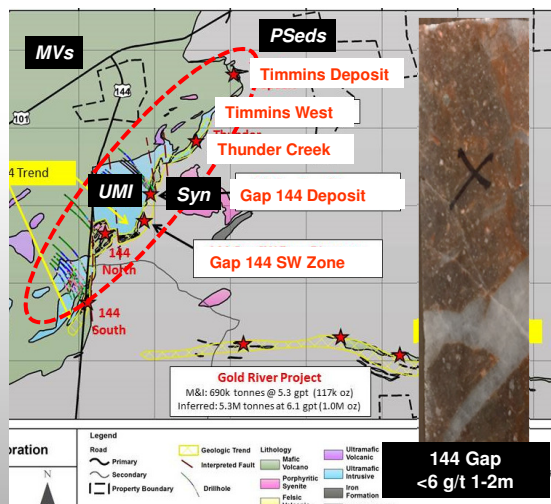 MVs
PSeds
144
101
Timmins Deposit
Timmins West
Thunder Creek
4 Trend
UMI
Syn
Gap 144 Deposit
Gap 144 SW Zone
144
North
144
South
Gold River Project
M&I: 690k tonnes @ 5.3 gpt (117k oz)
Inferred: 5.3M tonnes at 6.1 gpt (1.0M oz)
oration
N
Legend
Road
Primary
Secondary
Property Boundary
Geologic Trend
Interpreted Fault
Drillhole
Lithology
Mafic
Volcano
Porphyritic
Syenite
Felsic
Ultramafic
Volcanic
Ultramafic
Intrusive
Iron
Formation
144 Gap
<6 g/t 1-2m